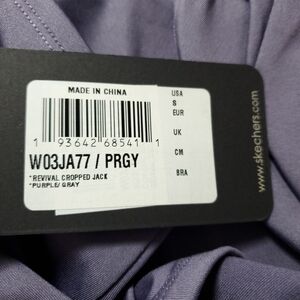 MADE IN CHINA
1 93642 68541 1
W03JA77 / PRGY
*REVIVAL CROPPED JACK
*PURPLE/ GRAY
USA
S
EUR
UK
CM
BRA
www.skechers.com